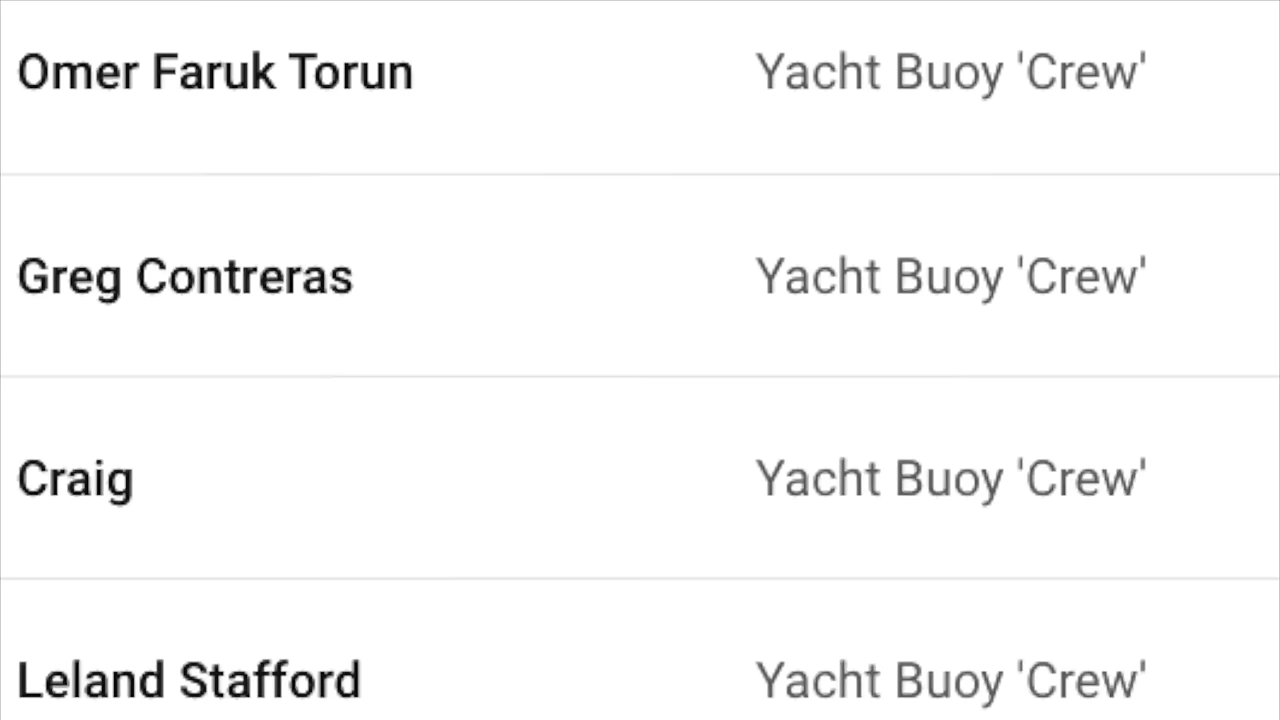 Omer Faruk Torun Yacht Buoy 'Crew'
Greg Contreras Yacht Buoy 'Crew'
Craig Yacht Buoy 'Crew'
Leland Stafford Yacht Buoy 'Crew'